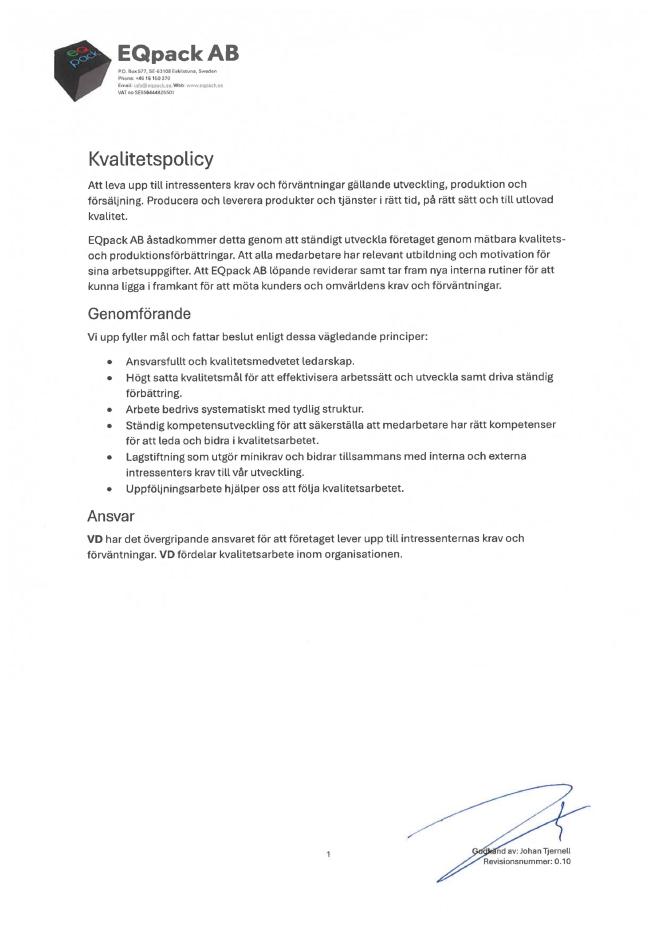 eQ
pack
EQpack AB
P.O. Box 577, SE-63108 Eskilstuna, Sweden
Phone: +46 16 150 270
Email: info@eqpack.se Web: www.eqpack.se
VAT no
Kvalitetspolicy
Att leva upp till intressenters krav och förväntningar gällande utveckling, produktion och
försäljning. Producera och leverera produkter och tjänster i rätt tid, på rätt sätt och till utlovad
kvalitet.
EQpack AB åstadkommer detta genom att ständigt utveckla företaget genom mätbara kvalitets-
och produktionsförbättringar. Att alla medarbetare har relevant utbildning och motivation för
sina arbetsuppgifter. Att EQpack AB löpande reviderar samt tar fram nya interna rutiner för att
kunna ligga i framkant för att möta kunders och omvärldens krav och förväntningar.
Genomförande
Vi upp fyller mål och fattar beslut enligt dessa vägledande principer:
• Ansvarsfullt och kvalitetsmedvetet ledarskap.
• Högt satta kvalitetsmål för att effektivisera arbetssätt och utveckla samt driva ständig
förbättring.
• Arbete bedrivs systematiskt med tydlig struktur.
• Ständig kompetensutveckling för att säkerställa att medarbetare har rätt kompetenser
för att leda och bidra i kvalitetsarbetet.
• Lagstiftning som utgör minikrav och bidrar tillsammans med interna och externa
intressenters krav till vår utveckling.
• Uppföljningsarbete hjälper oss att följa kvalitetsarbetet.
Ansvar
VD har det övergripande ansvaret för att företaget lever upp till intressenternas krav och
förväntningar. VD fördelar kvalitetsarbete inom organisationen.
Godkänd av: Johan Tjernell
Revisionsnummer: 0.10
1